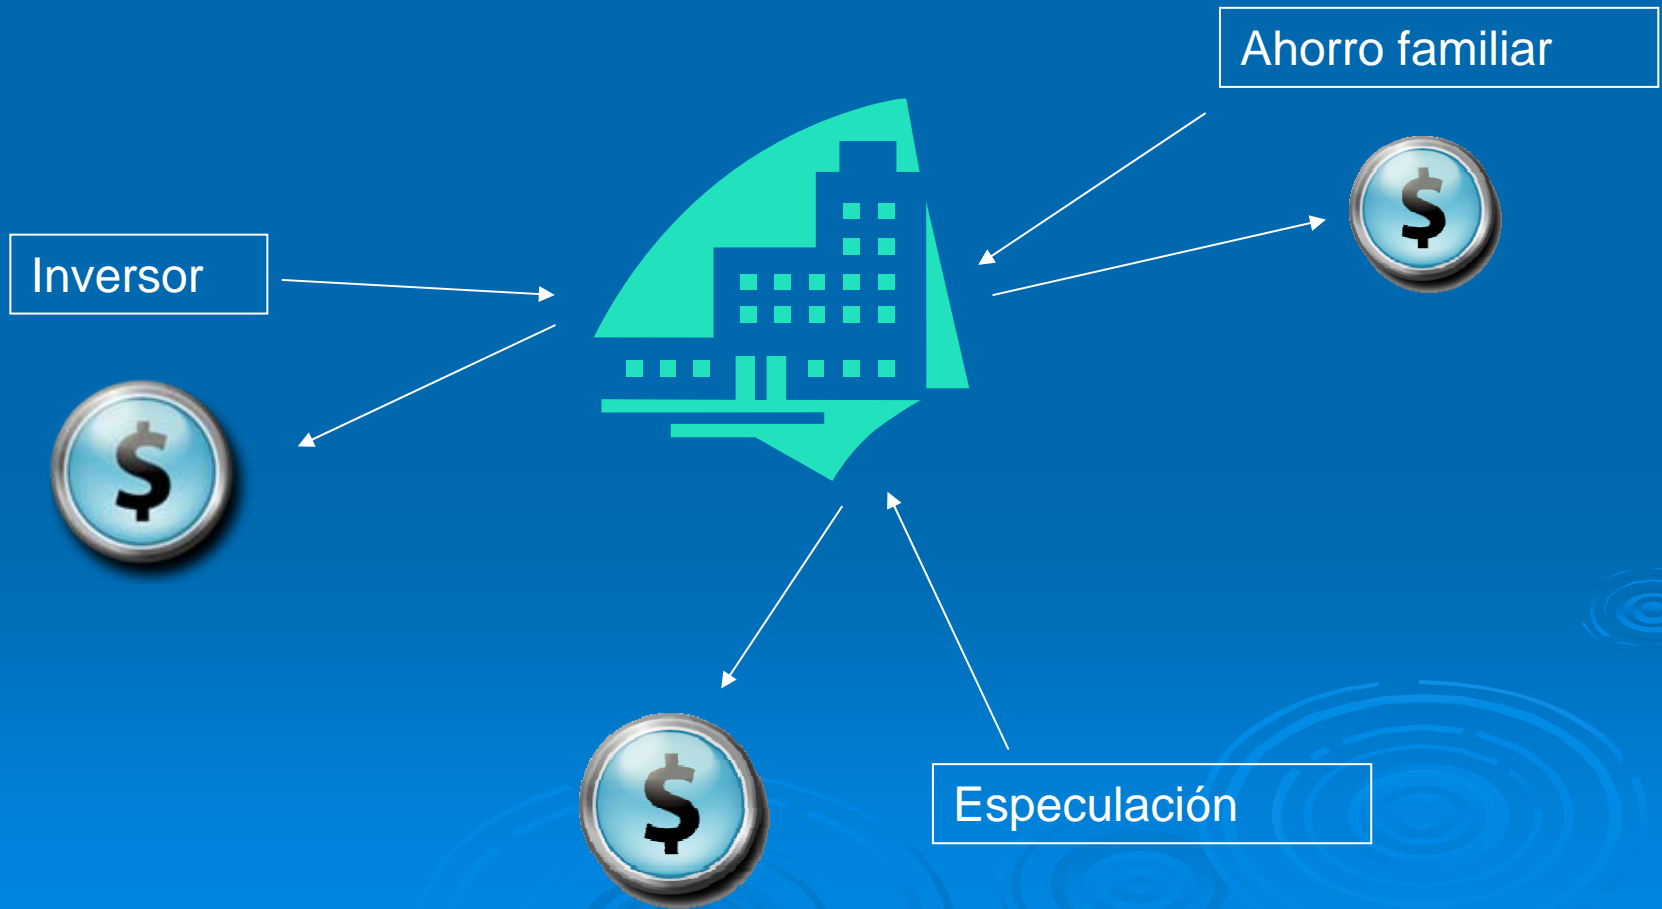 Ahorro familiar
Inversor
$
$
$
Especulación